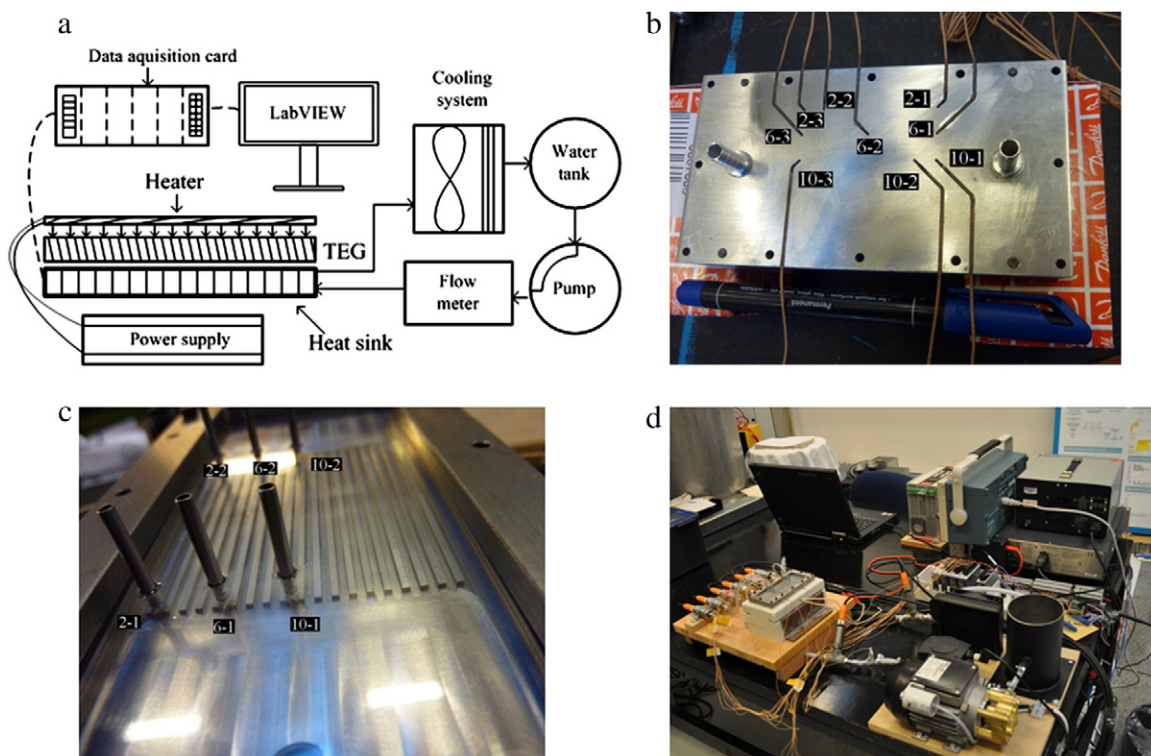 a
Data aquisition card
LabVIEW
Cooling
system
Water
tank
Heater
TEG
Flow
meter
Pump
Power supply
Heat sink
b
2-2
2-1
2-3
6-3
6-2
6-1
10-1
10-3
10-2
Danfoss
Permanent
c
2-2
6-2
10-2
2-1
6-1
10-1
d